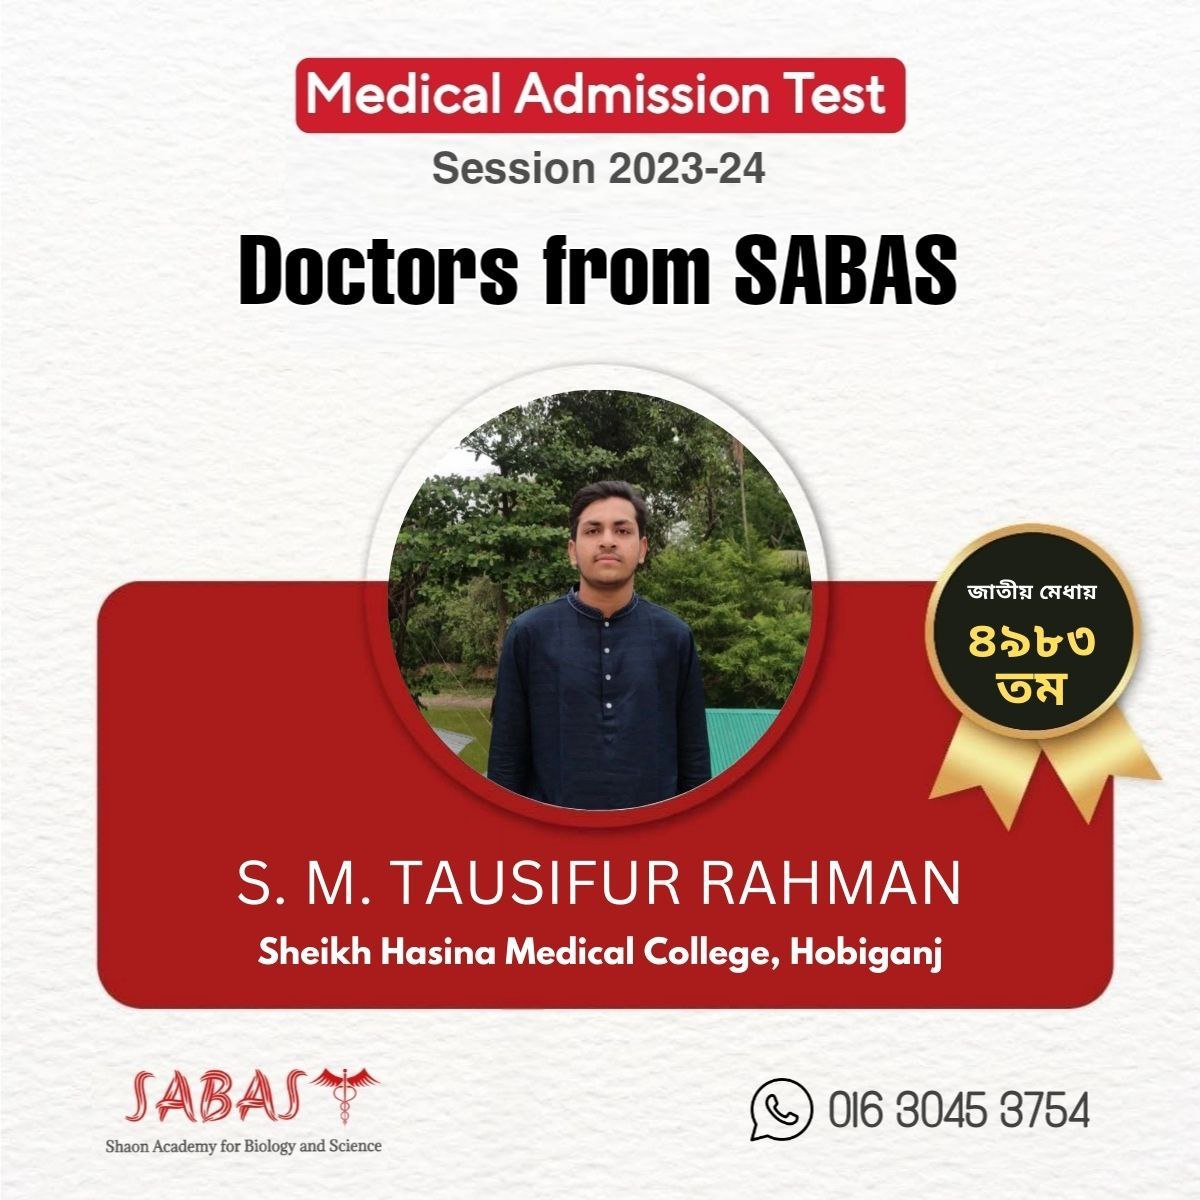 Medical Admission Test
Session 2023-24
Doctors from SABAS
জাতীয় মেধায়
৪৯৮৩
তম
S. M. TAUSIFUR RAHMAN
Sheikh Hasina Medical College, Hobiganj
SABAS
Shaon Academy for Biology and Science
016 3045 3754